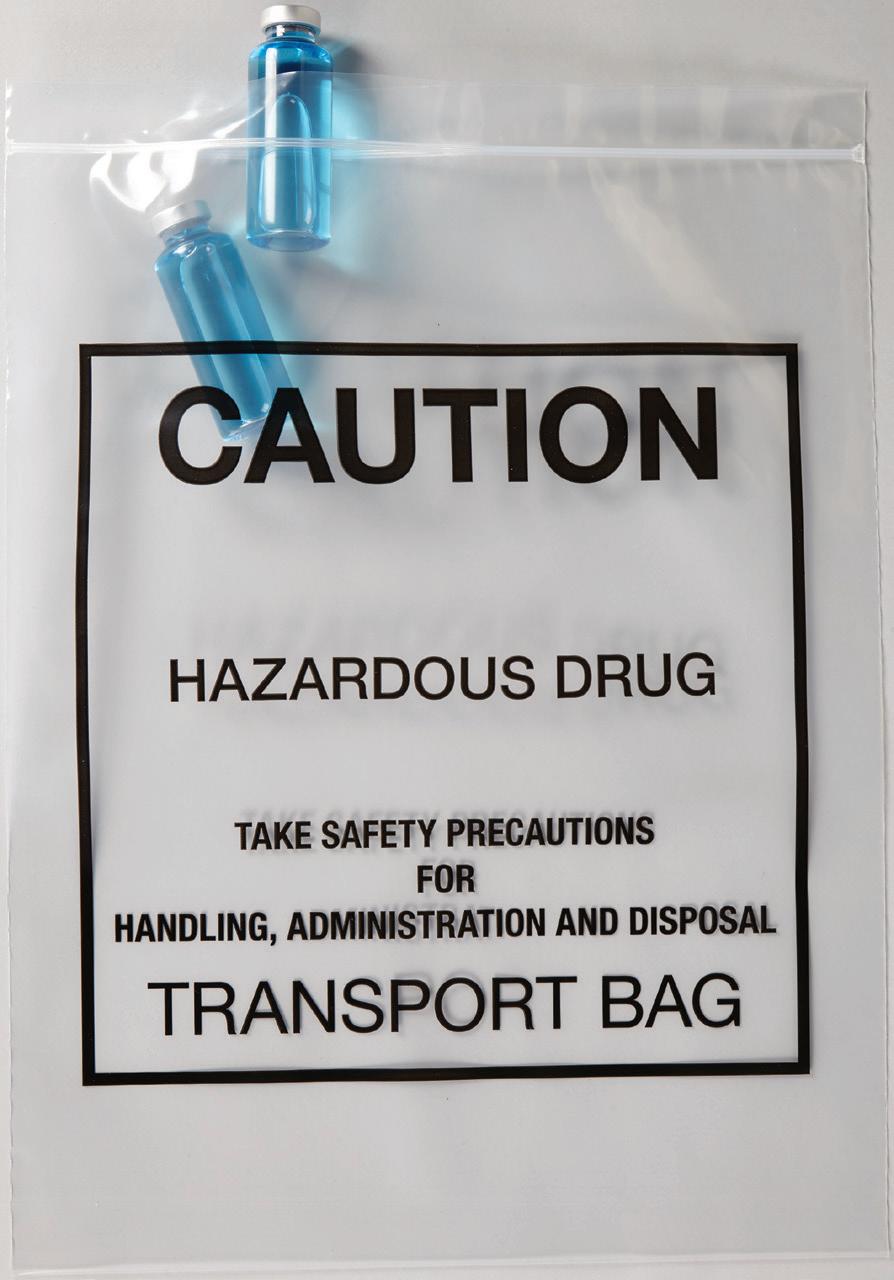 CAUTION
HAZARDOUS DRUG
TAKE SAFETY PRECAUTIONS
FOR
HANDLING, ADMINISTRATION AND DISPOSAL
TRANSPORT BAG